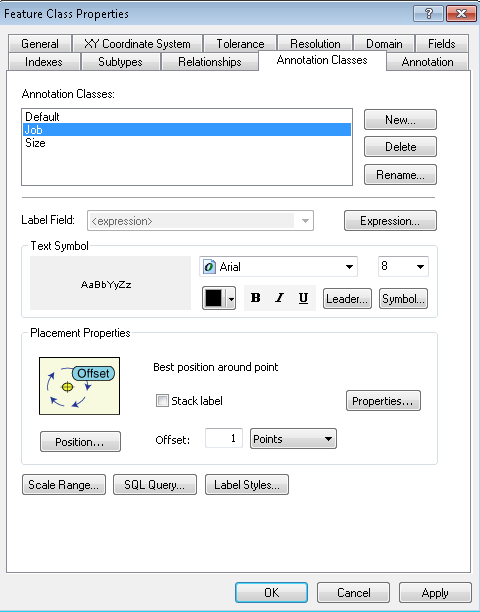 Feature Class Properties
General XY Coordinate System Tolerance Resolution Domain Fields
Indexes Subtypes Relationships Annotation Classes Annotation
Annotation Classes:
Default
Job
Size
New...
Delete
Rename...
Label Field: <expression> Expression...
Text Symbol
AaBbYyZz
Arial 8
B I U Leader... Symbol...
Placement Properties
Offset
Best position around point
Stack label
Properties...
Position...
Offset: 1 Points
Scale Range... SQL Query... Label Styles...
OK Cancel Apply